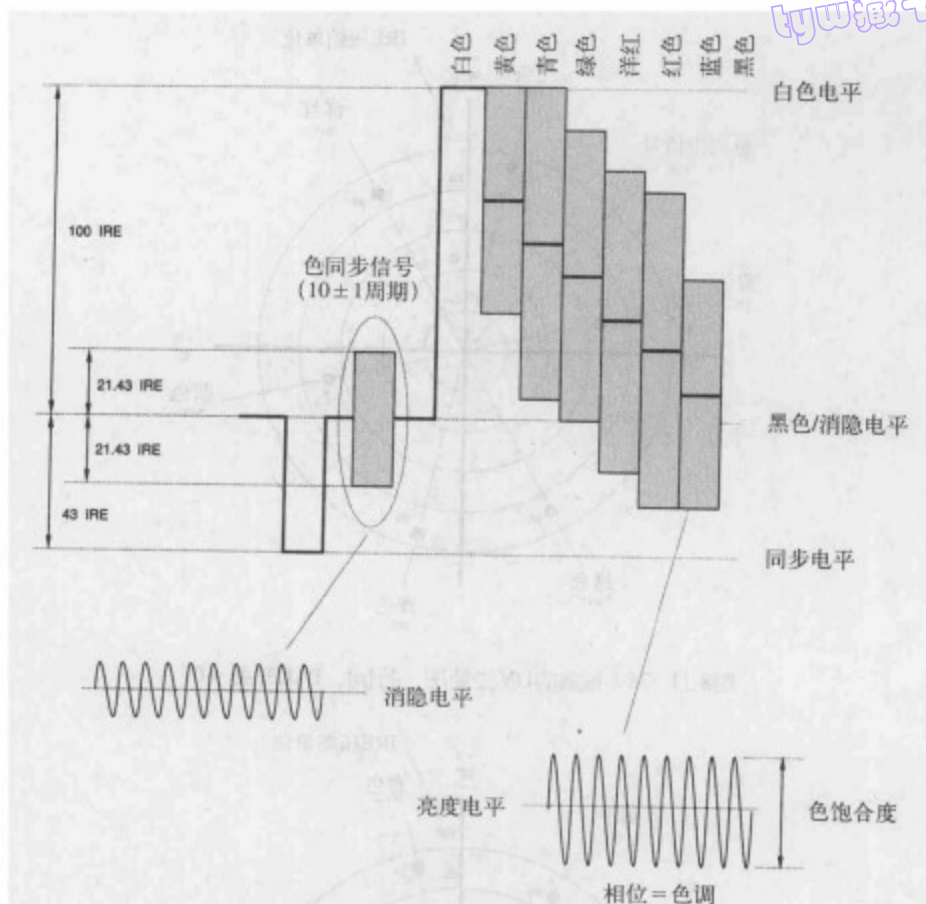 白色
黄色
青色
绿色
洋红
红色
蓝色
黑色
白色电平
100 IRE
色同步信号
(10±1周期)
21.43 IRE
黑色/消隐电平
21.43 IRE
43 IRE
同步电平
消隐电平
亮度电平
色饱合度
相位=色调